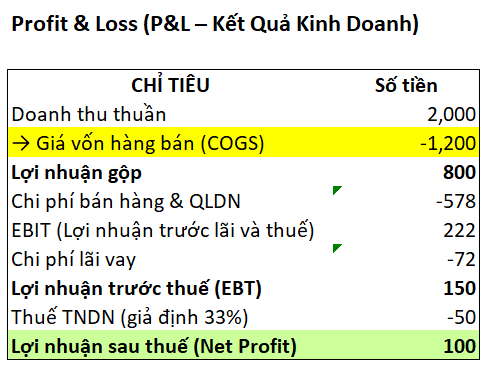 Profit & Loss (P&L – Kết Quả Kinh Doanh)
CHỈ TIÊU Số tiền
Doanh thu thuần 2,000
→ Giá vốn hàng bán (COGS) -1,200
Lợi nhuận gộp 800
Chi phí bán hàng & QLDN -578
EBIT (Lợi nhuận trước lãi và thuế) 222
Chi phí lãi vay -72
Lợi nhuận trước thuế (EBT) 150
Thuế TNDN (giả định 33%) -50
Lợi nhuận sau thuế (Net Profit) 100